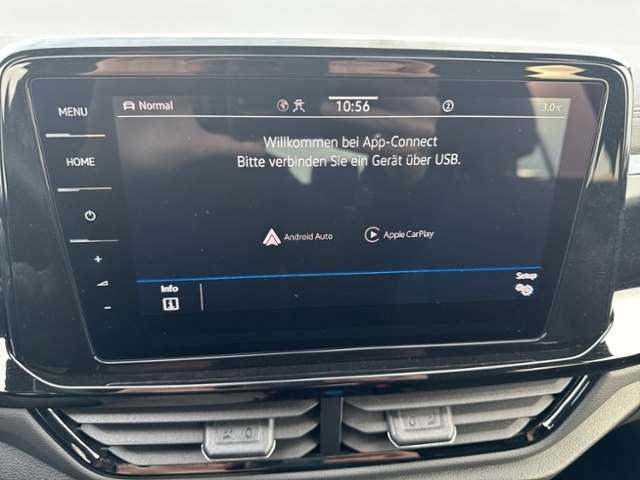 MENU
HOME
Normal
10:56
3.0°C
Willkommen bei App-Connect
Bitte verbinden Sie ein Gerät über USB.
Android Auto
Apple CarPlay
Info
Setup
+
-